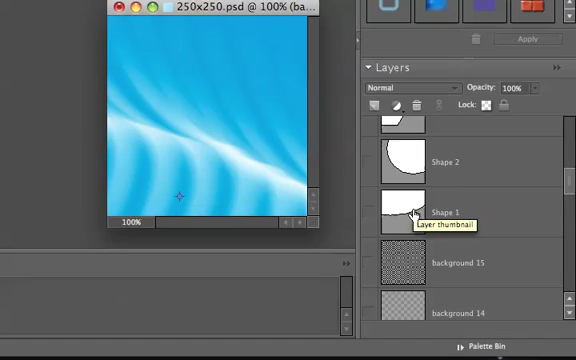 250x250.psd @ 100% (ba...
Apply
Layers
Normal
Opacity: 100%
Lock:
Shape 2
Shape 1
Layer thumbnail
background 15
background 14
100%
Palette Bin